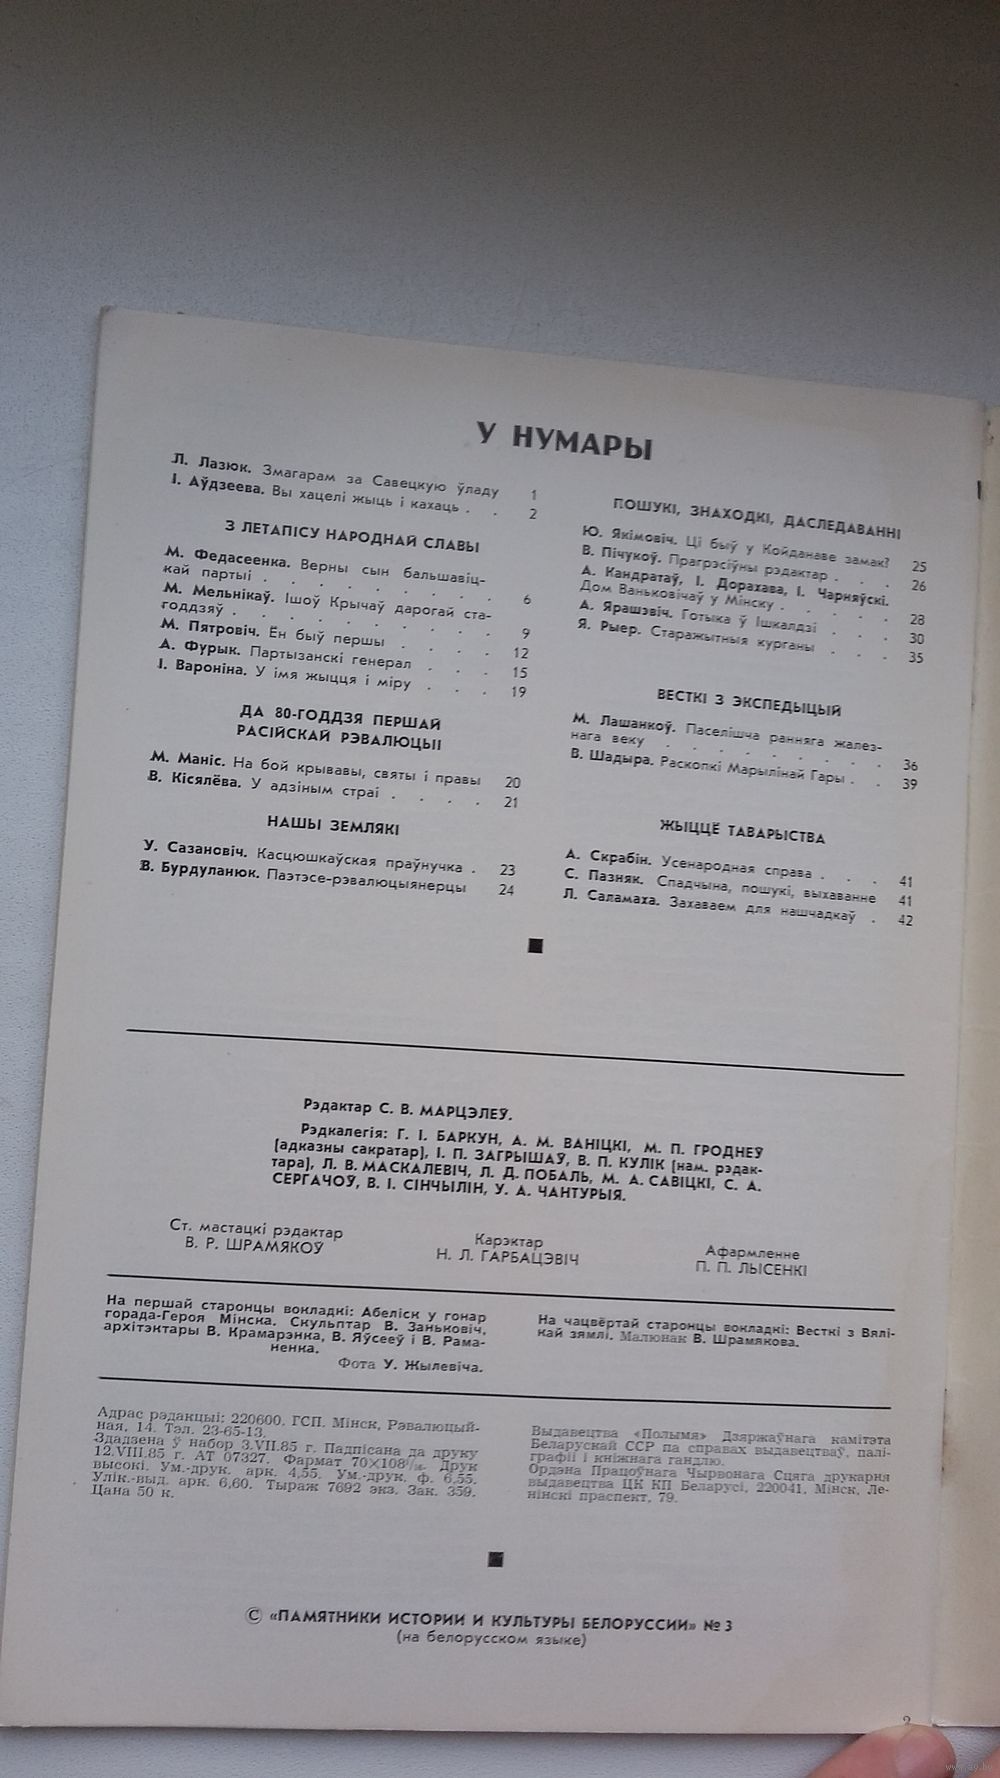 У НУМАРЫ
Л. Лазюк. Змагарам за Савецкую ўладу 1
І. Аўдзеева. Вы хацелі жыць і кахаць . . 2
З ЛЕТАПІСУ НАРОДНАЙ СЛАВЫ
М. Федасеенка. Верны сын бальшавіц-
кай партыі . . . . . . . 6
М. Мельнікаў. Ішоў Крычаў дарогай ста-
годдзяў . . . . . . . . 9
М. Пятровіч. Ён быў першы . . . . 12
А. Фурык. Партызанскі генерал . . . 15
І. Вароніна. У імя жыцця і міру . . . 19
ДА 80-ГОДДЗЯ ПЕРШАЙ
РАСІЙСКАЙ РЭВАЛЮЦЫІ
М. Маніс. На бой крывавы, святы і правы 20
В. Кісялёва. У адзіным страі . . . . 21
НАШЫ ЗЕМЛЯКІ
У. Сазановіч. Касцюшкаўская праўнучка . 23
В. Бурдуланюк. Паэтэсе-рэвалюцыянерцы 24
ПОШУКІ, ЗНАХОДКІ, ДАСЛЕДАВАННІ
Ю. Якімовіч. Ці быў у Койданаве замак? 25
В. Пічукоў. Прагрэсіўны рэдактар . . . 26
А. Кандратаў, І. Дорахава, І. Чарняўскі.
Дом Ваньковічаў у Мінску . . . . . 28
А. Ярашэвіч. Готыка ў Ішкалдзі . . . 30
Я. Рыер. Старажытныя курганы . . . 35
ВЕСТКІ З ЭКСПЕДЫЦЫЙ
М. Лашанкоў. Паселішча ранняга жалез-
нага веку . . . . . . . . 36
В. Шадыра. Раскопкі Марылінай Гары . . 39
ЖЫЦЦЁ ТАВАРЫСТВА
А. Скрабін. Усенародная справа . . . 41
С. Пазняк. Спадчына, пошукі, выхаванне 41
Л. Саламаха. Захаваем для нашчадкаў . 42
Рэдактар С. В. МАРЦЭЛЕЎ.
Рэдкалегія: Г. І. БАРКУН, А. М. ВАНІЦКІ, М. П. ГРОДНЕЎ
(адказны сакратар), І. П. ЗАГРЫШАЎ, В. П. КУЛІК (нам. рэдак-
тара), Л. В. МАСКАЛЕВІЧ, Л. Д. ПОБАЛЬ, М. А. САВІЦКІ, С. А.
СЕРГАЧОЎ, В. І. СІНЧЫЛІН, У. А. ЧАНТУРЫЯ.
Ст. мастацкі рэдактар
В. Р. ШРАМЯКОЎ
Карэктар
Н. Л. ГАРБАЦЭВІЧ
Афармленне
П. П. ЛЫСЕНКІ
На першай старонцы вокладкі: Абеліск у гонар
горада-Героя Мінска. Скульптар В. Заньковіч,
архітэктары В. Крамарэнка, В. Яўсееў і В. Рама-
ненка.
Фота У. Жылевіча.
На чацвёртай старонцы вокладкі: Весткі з Вялі-
кай зямлі. Малюнак В. Шрамякова.
Адрас рэдакцыі: 220600. ГСП. Мінск, Рэвалюцый-
ная, 14. Тэл. 23-65-13.
Здадзена ў набор 3.VII.85 г. Падпісана да друку
12.VIII.85 г. АТ 07327. Фармат 70×108 1/16. Друк
высокі. Ум.-друк. арк. 4,55. Ум.-друк. ф. 6,55.
Улік.-выд. арк. 6,60. Тыраж 7692 экз. Зак. 359.
Цана 50 к.
Выдавецтва «Полымя» Дзяржаўнага камітэта
Беларускай ССР па справах выдавецтваў, палі-
графіі і кніжнага гандлю.
Ордэна Працоўнага Чырвонага Сцяга друкарня
выдавецтва ЦК КП Беларусі, 220041, Мінск, Ле-
нінскі праспект, 79.
© «ПАМЯТНИКИ ИСТОРИИ И КУЛЬТУРЫ БЕЛОРУССИИ» № 3
(на белорусском языке)